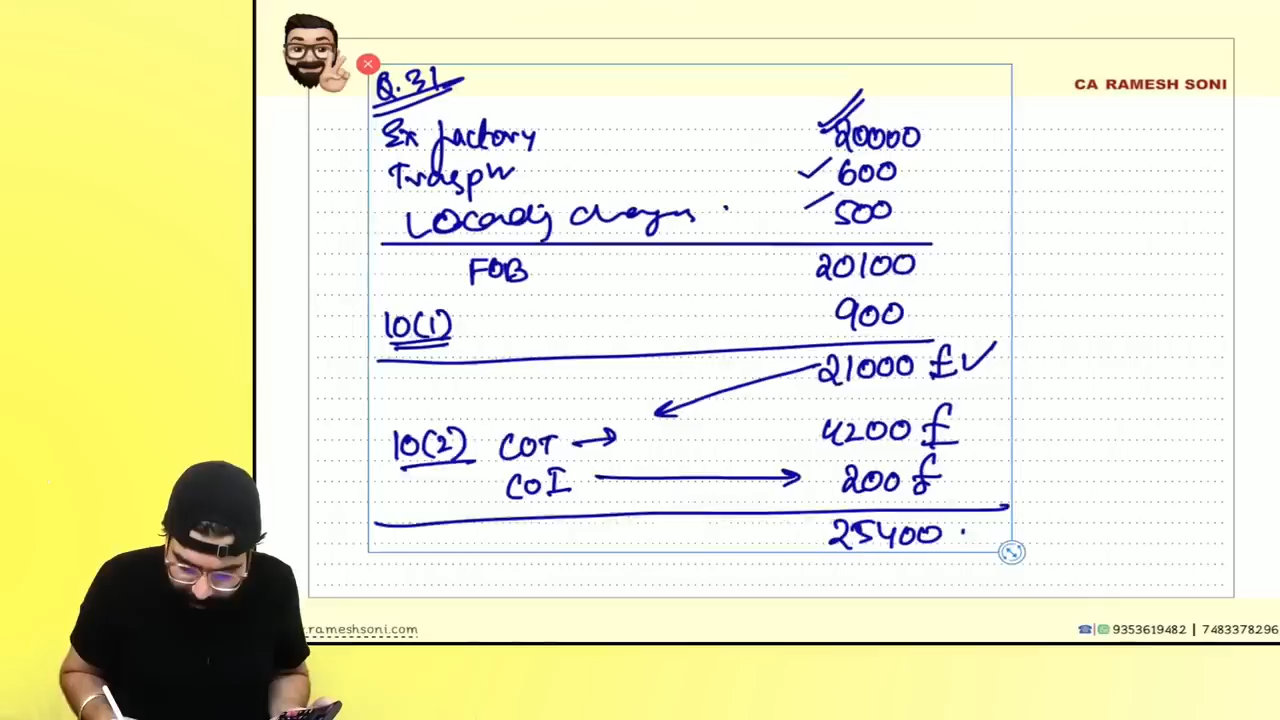 CA RAMESH SONI
Q.31
Ex factory 20000
600
Loading charges 500
FOB 20100
10(1) 900
21000 £
10(2) COT → 4200 £
COI → 200 £
25400
.rameshsoni.com
9353619482 | 7483378296